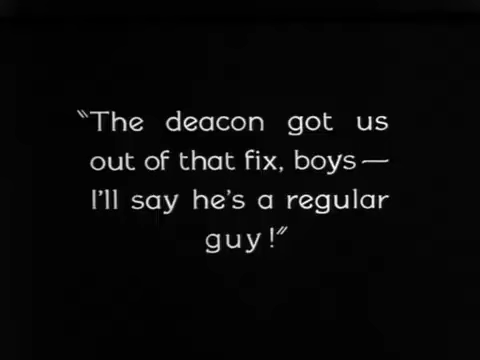 "The deacon got us
out of that fix, boys—
I'll say he's a regular
guy!"